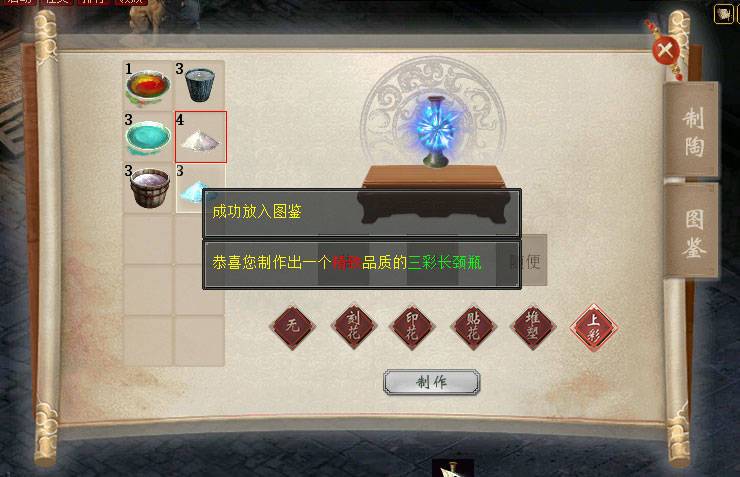 1
3
制陶
3
4
3
3
成功放入图鉴
图鉴
恭喜您制作出一个精致品质的三彩长颈瓶
随便
无
刻花
印花
贴花
堆塑
上彩
制作